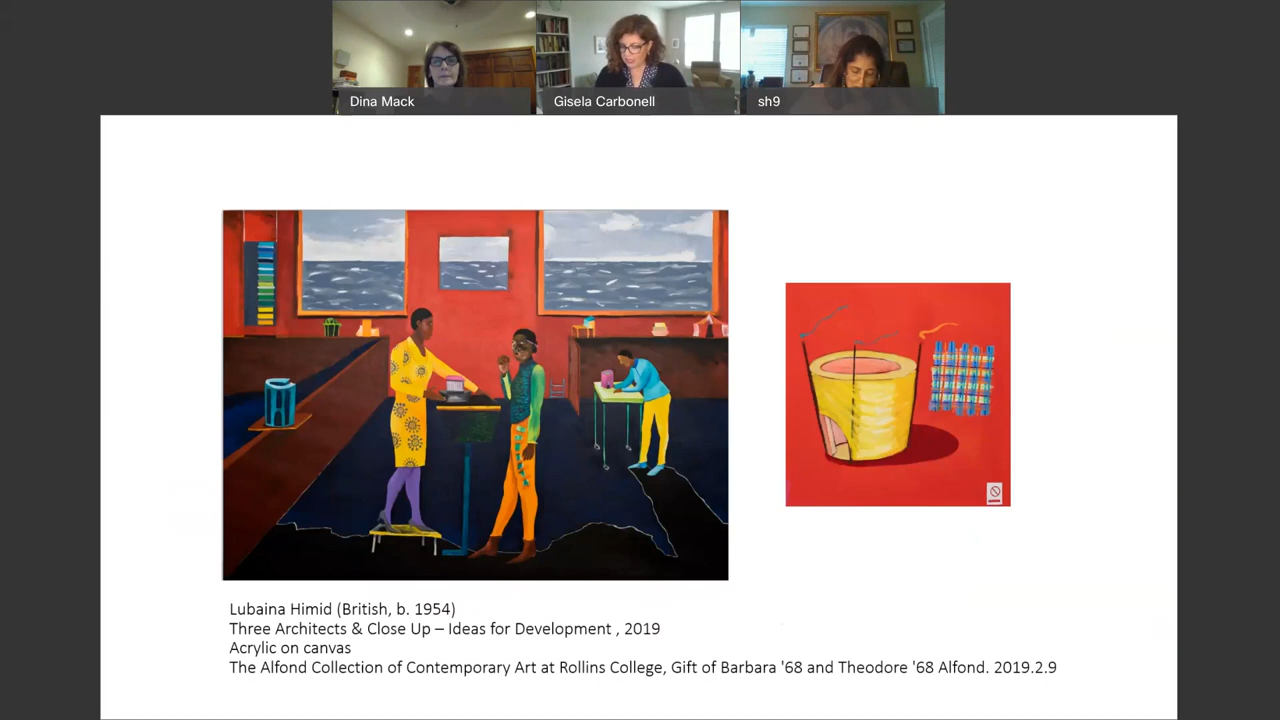 Dina Mack
Gisela Carbonell
sh9
Lubaina Himid (British, b. 1954)
Three Architects & Close Up – Ideas for Development , 2019
Acrylic on canvas
The Alfond Collection of Contemporary Art at Rollins College, Gift of Barbara '68 and Theodore '68 Alfond. 2019.2.9